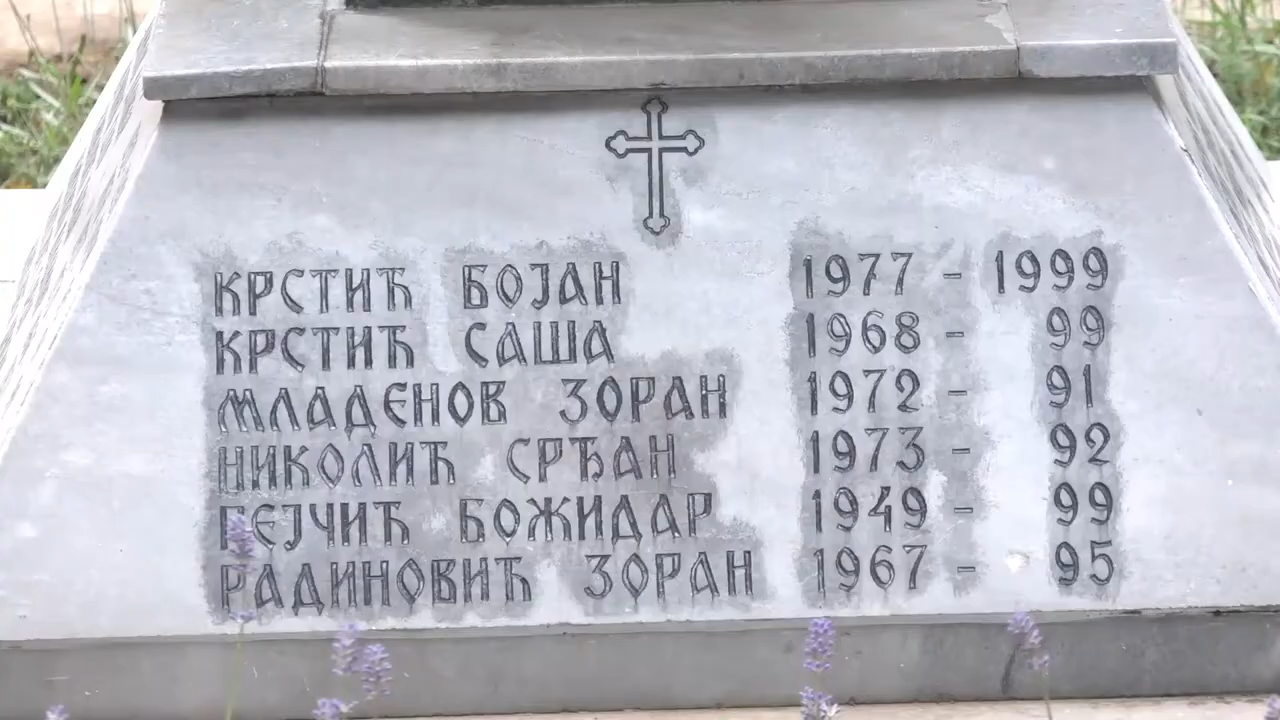 КРСТИЋ БОЈАН 1977 - 1999
КРСТИЋ САША 1968 - 99
МЛАДЕНОВ ЗОРАН 1972 - 91
НИКОЛИЋ СРЂАН 1973 - 92
ГЕЈЧИЋ БОЖИДАР 1949 - 99
РАДИНОВИЋ ЗОРАН 1967 - 95